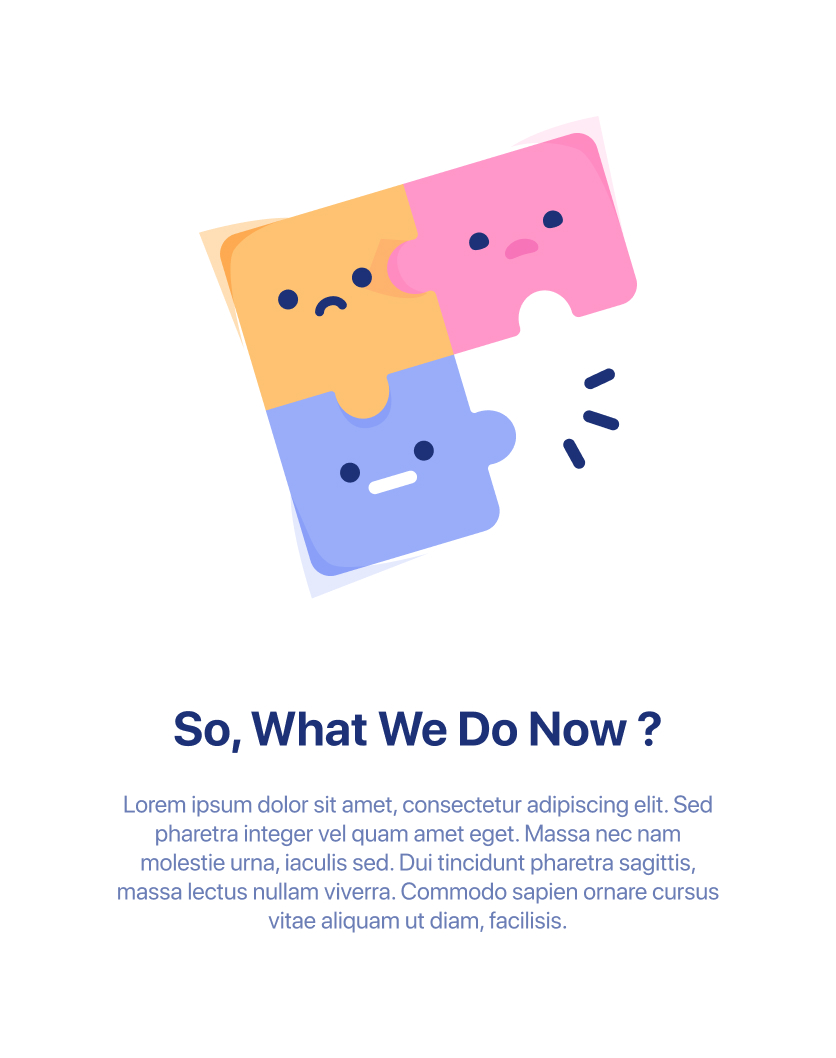 So, What We Do Now ?
Lorem ipsum dolor sit amet, consectetur adipiscing elit. Sed
pharetra integer vel quam amet eget. Massa nec nam
molestie urna, iaculis sed. Dui tincidunt pharetra sagittis,
massa lectus nullam viverra. Commodo sapien ornare cursus
vitae aliquam ut diam, facilisis.